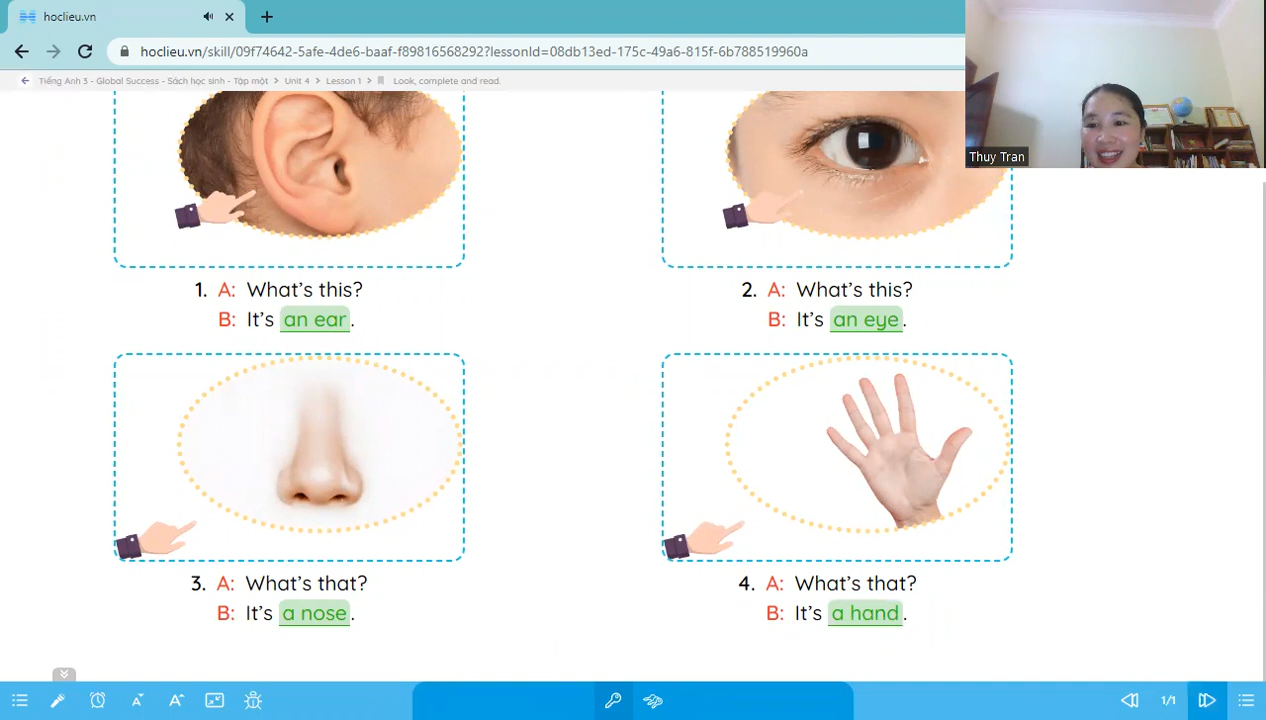 hoclieu.vn
hoclieu.vn/skill/09f74642-5afe-4de6-baaf-f89816568292?lessonId=08db13ed-175c-49a6-815f-6b788519960a
Tiếng Anh 3 - Global Success - Sách học sinh - Tập một > Unit 4 > Lesson 1 > Look, complete and read.
Thuy Tran
1. A: What's this?
B: It's an ear.
2. A: What's this?
B: It's an eye.
3. A: What's that?
B: It's a nose.
4. A: What's that?
B: It's a hand.
A A 1/1